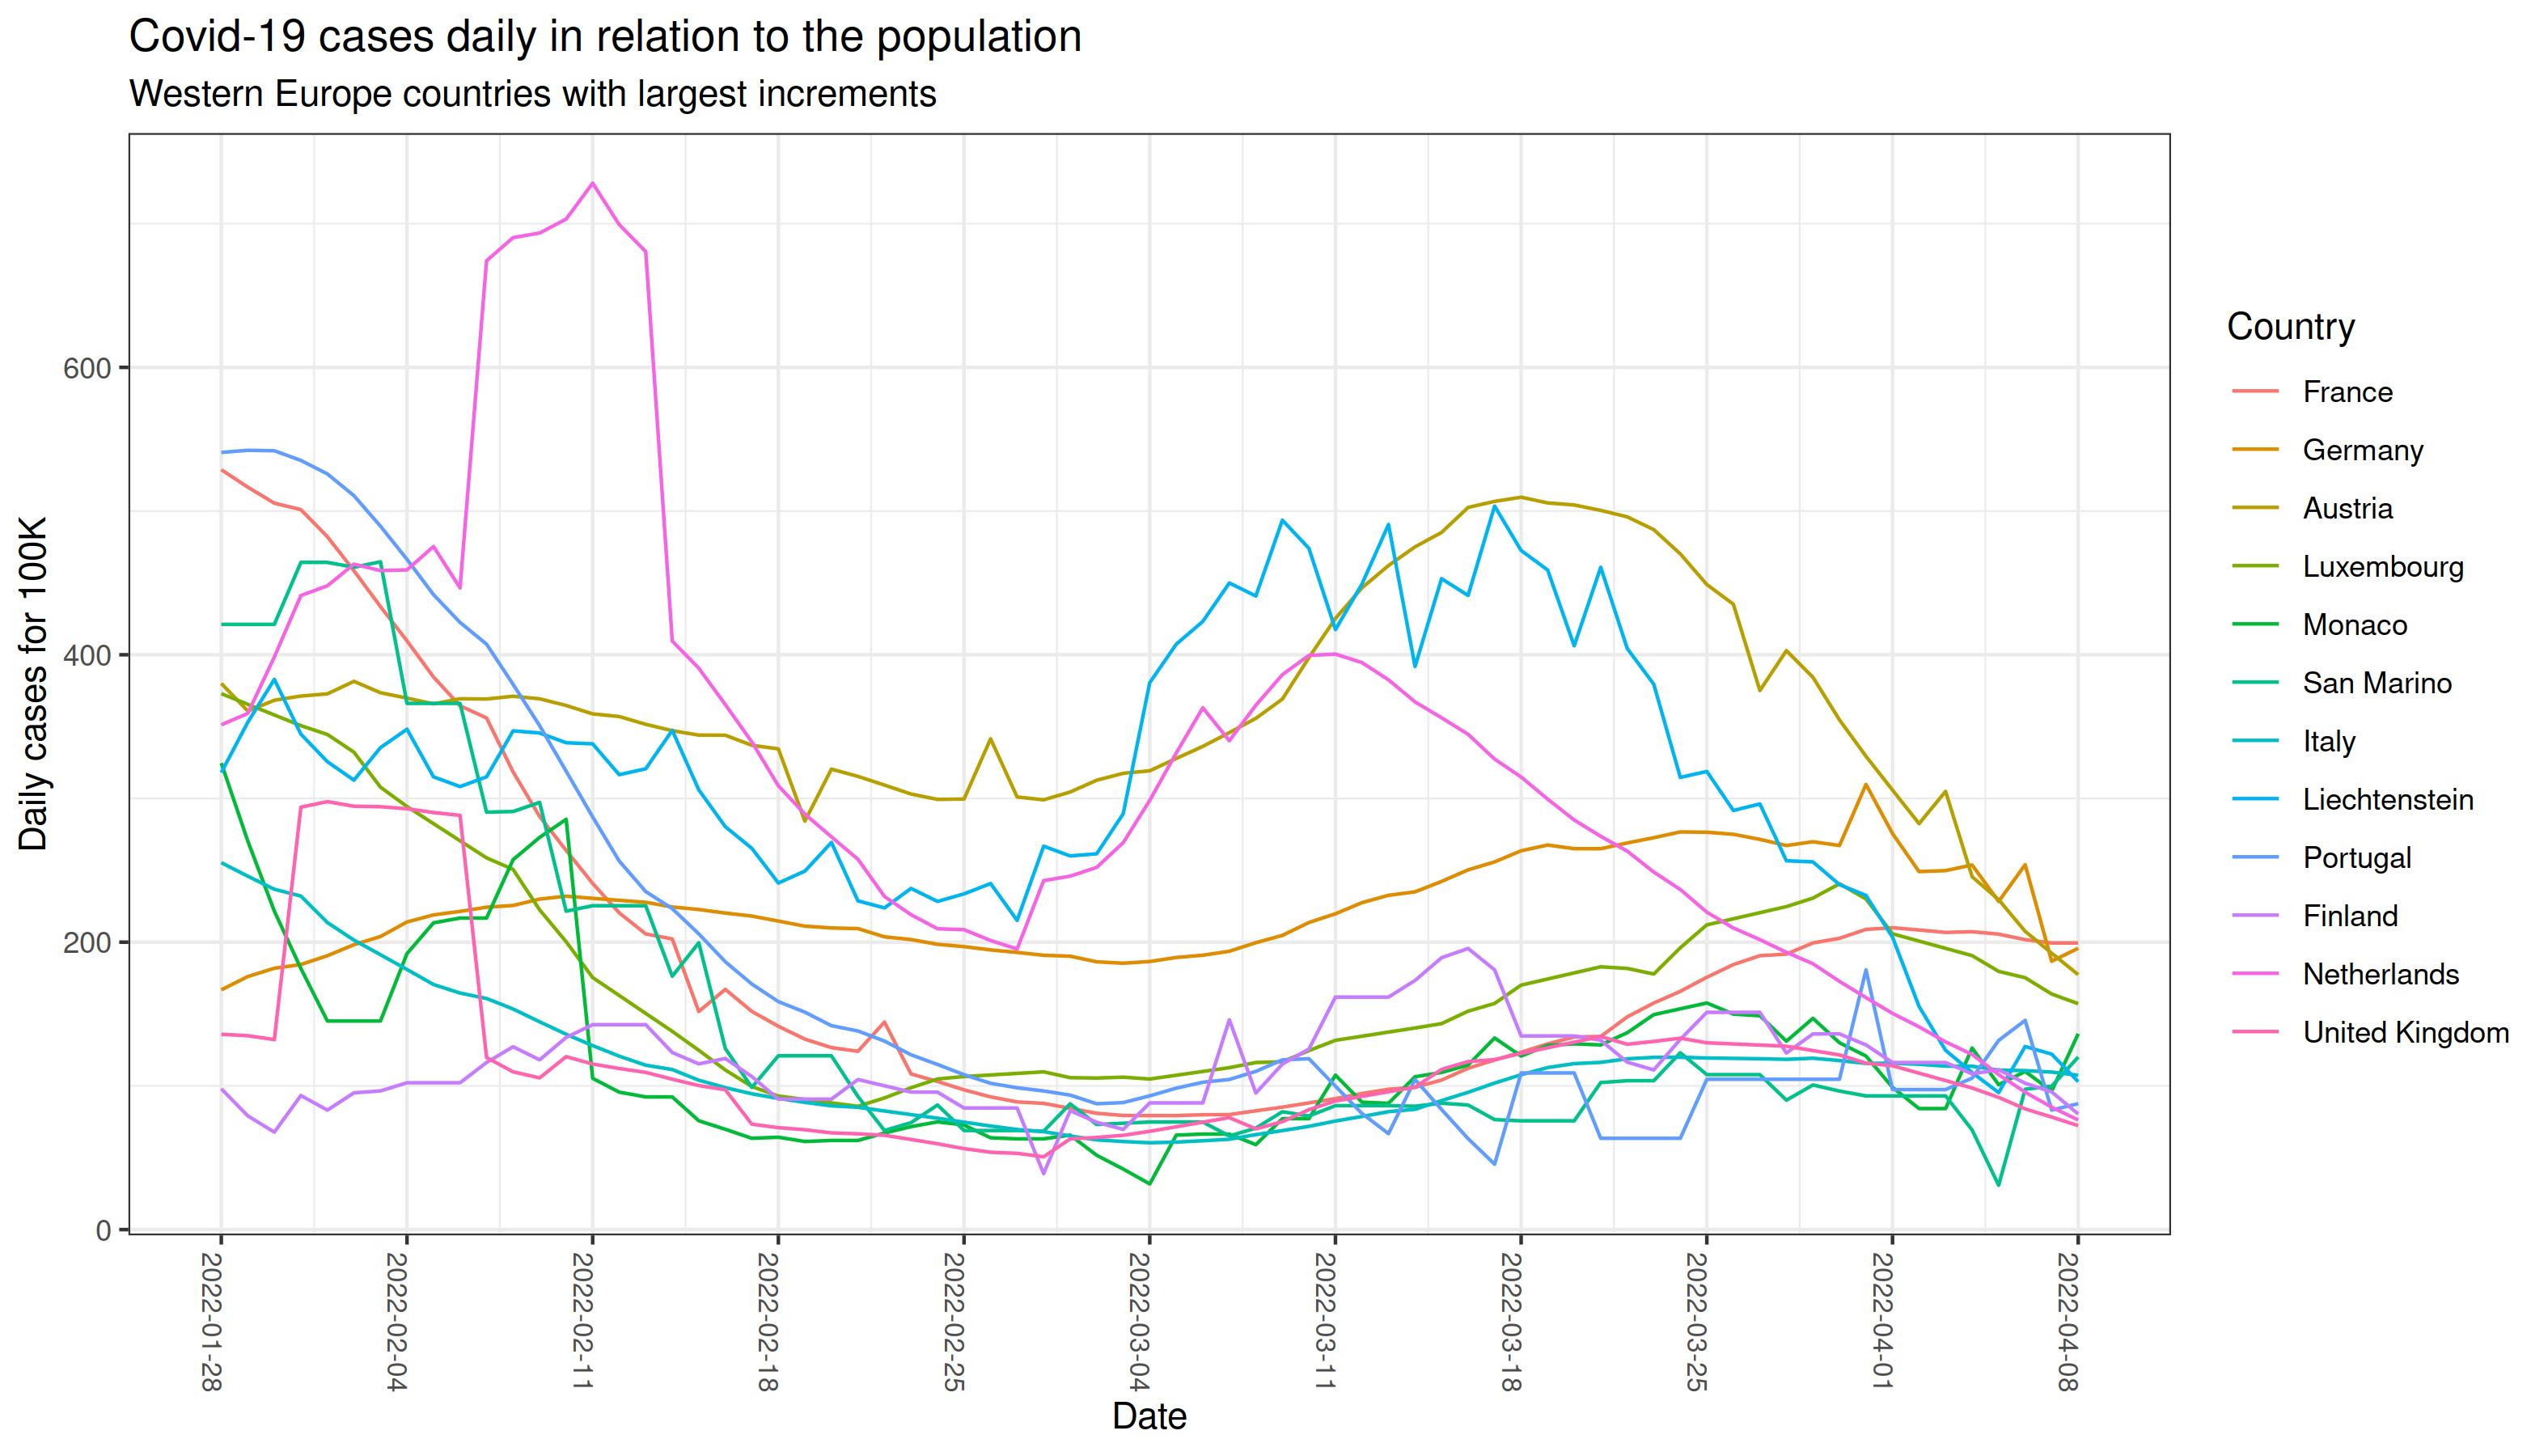 Covid-19 cases daily in relation to the population
Western Europe countries with largest increments
Daily cases for 100K
600
400
200
0
2022-01-28
2022-02-04
2022-02-11
2022-02-18
2022-02-25
2022-03-04
2022-03-11
2022-03-18
2022-03-25
2022-04-01
2022-04-08
Date
Country
France
Germany
Austria
Luxembourg
Monaco
San Marino
Italy
Liechtenstein
Portugal
Finland
Netherlands
United Kingdom